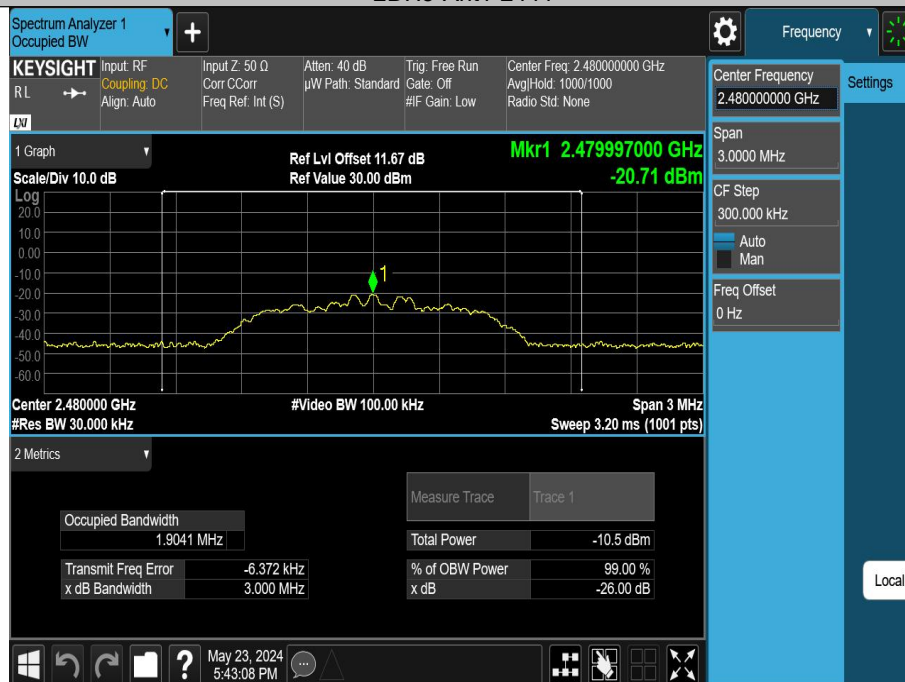 Spectrum Analyzer 1
Occupied BW
Frequency
KEYSIGHT
RL
LXI
Input: RF
Coupling: DC
Align: Auto
Input Z: 50 Ω
Corr CCorr
Freq Ref: Int (S)
Atten: 40 dB
µW Path: Standard
Trig: Free Run
Gate: Off
#IF Gain: Low
Center Freq: 2.480000000 GHz
Avg|Hold: 1000/1000
Radio Std: None
Center Frequency
2.480000000 GHz
Settings
Span
3.0000 MHz
CF Step
300.000 kHz
Auto
Man
Freq Offset
0 Hz
Local
1 Graph
Scale/Div 10.0 dB
Ref Lvl Offset 11.67 dB
Ref Value 30.00 dBm
Mkr1 2.479997000 GHz
-20.71 dBm
Log
20.0
10.0
0.00
-10.0
-20.0
-30.0
-40.0
-50.0
-60.0
1
Center 2.480000 GHz
#Res BW 30.000 kHz
#Video BW 100.00 kHz
Span 3 MHz
Sweep 3.20 ms (1001 pts)
2 Metrics
Measure Trace Trace 1
Occupied Bandwidth
1.9041 MHz
Total Power -10.5 dBm
Transmit Freq Error -6.372 kHz
% of OBW Power 99.00 %
x dB Bandwidth 3.000 MHz
x dB -26.00 dB
May 23, 2024
5:43:08 PM